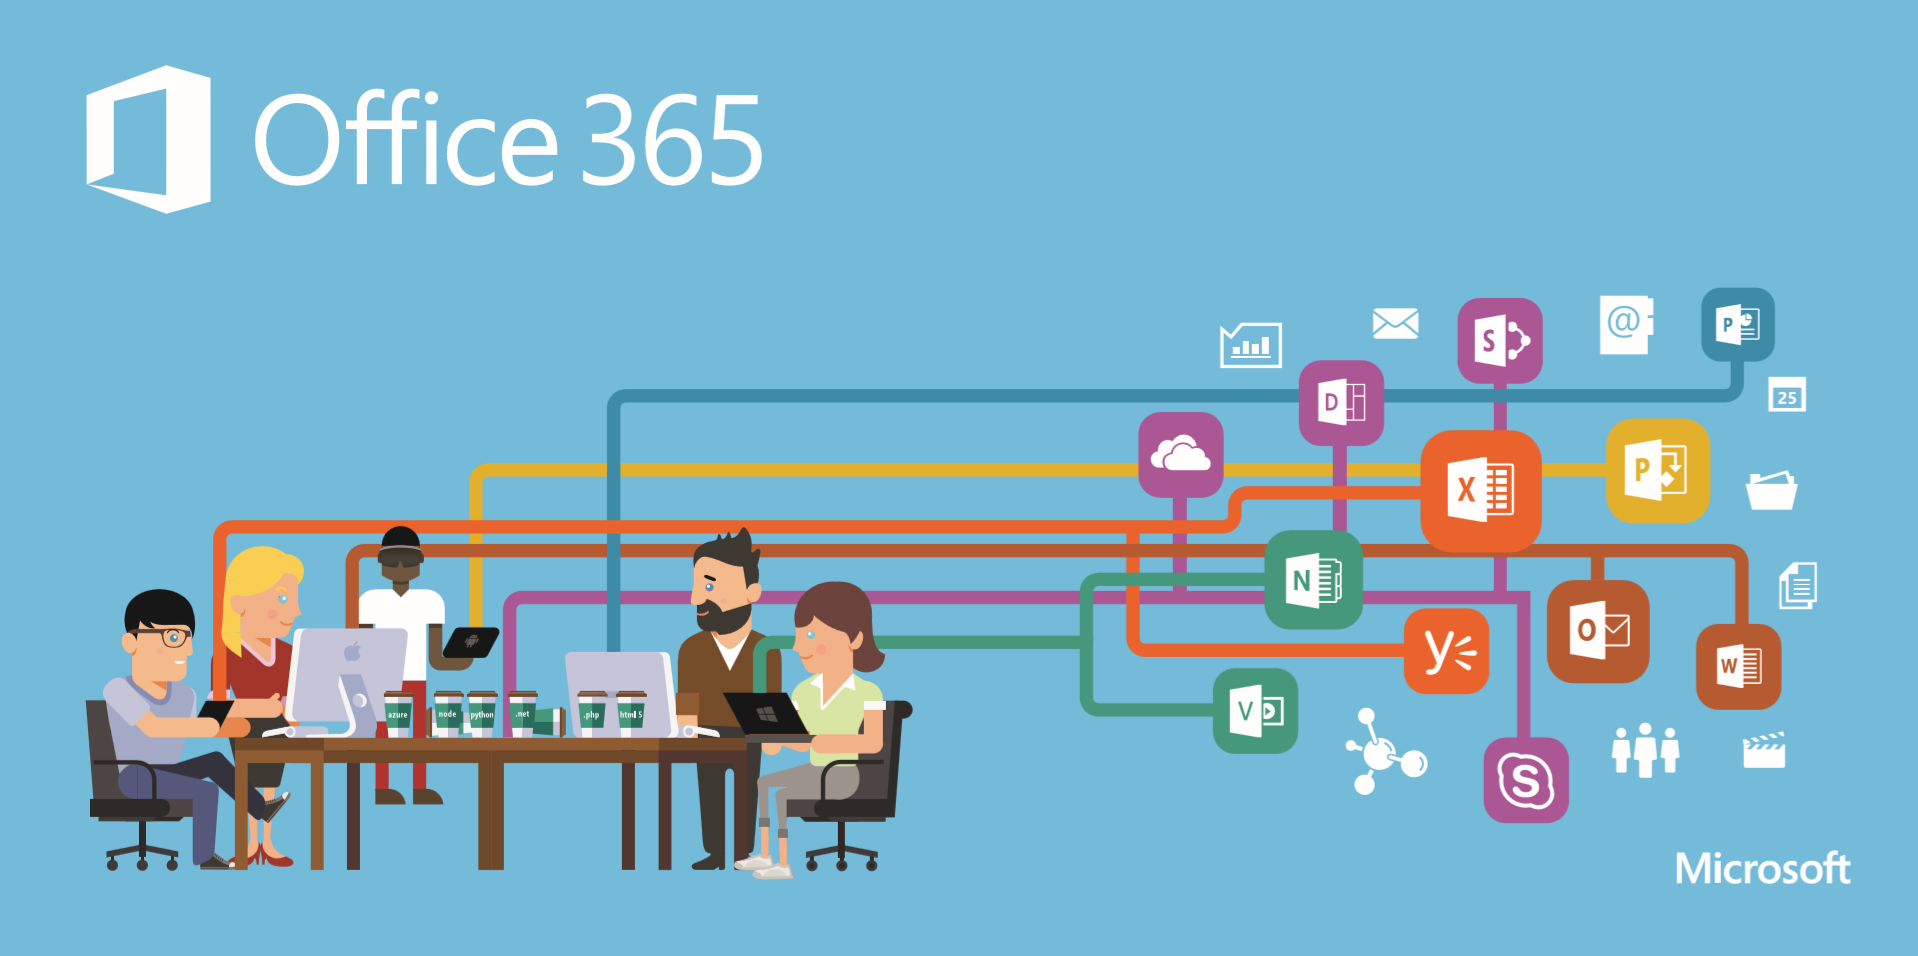 Office 365
@
P
S
25
D
P
X
N
O
y
W
V
azure
node
python
.net
.php
html 5
S
Microsoft